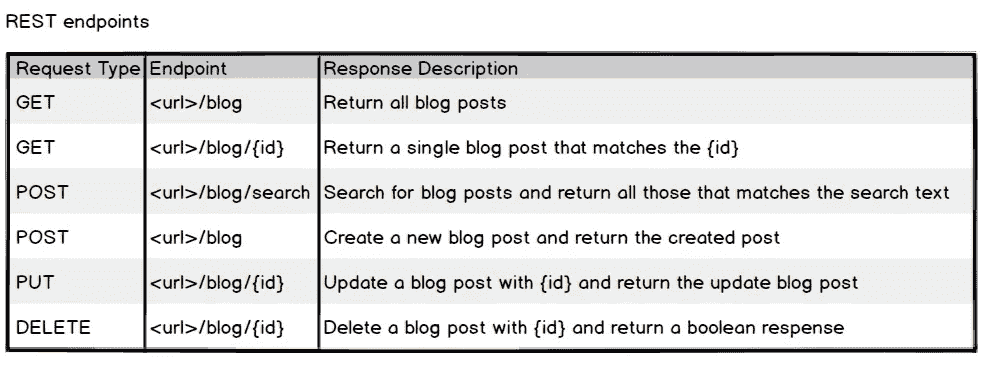 REST endpoints
Request Type Endpoint Response Description
GET <url>/blog Return all blog posts
GET <url>/blog/{id} Return a single blog post that matches the {id}
POST <url>/blog/search Search for blog posts and return all those that matches the search text
POST <url>/blog Create a new blog post and return the created post
PUT <url>/blog/{id} Update a blog post with {id} and return the update blog post
DELETE <url>/blog/{id} Delete a blog post with {id} and return a boolean respense